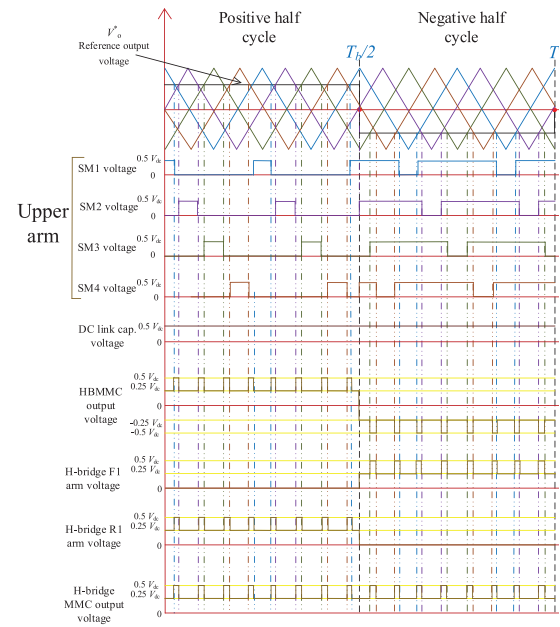 V*o
Reference output
voltage
Positive half
cycle
Negative half
cycle
Th/2
T
Upper
arm
SM1 voltage
0.5 Vdc
0
SM2 voltage
0.5 Vdc
0
SM3 voltage
0.5 Vdc
0
SM4 voltage
0.5 Vdc
0
DC link cap.
voltage
0.5 Vdc
0
HBMMC
output
voltage
0.5 Vdc
0.25 Vdc
0
-0.25 Vdc
-0.5 Vdc
H-bridge F1
arm voltage
0.5 Vdc
0.25 Vdc
0
H-bridge R1
arm voltage
0.5 Vdc
0.25 Vdc
0
H-bridge
MMC output
voltage
0.5 Vdc
0.25 Vdc
0